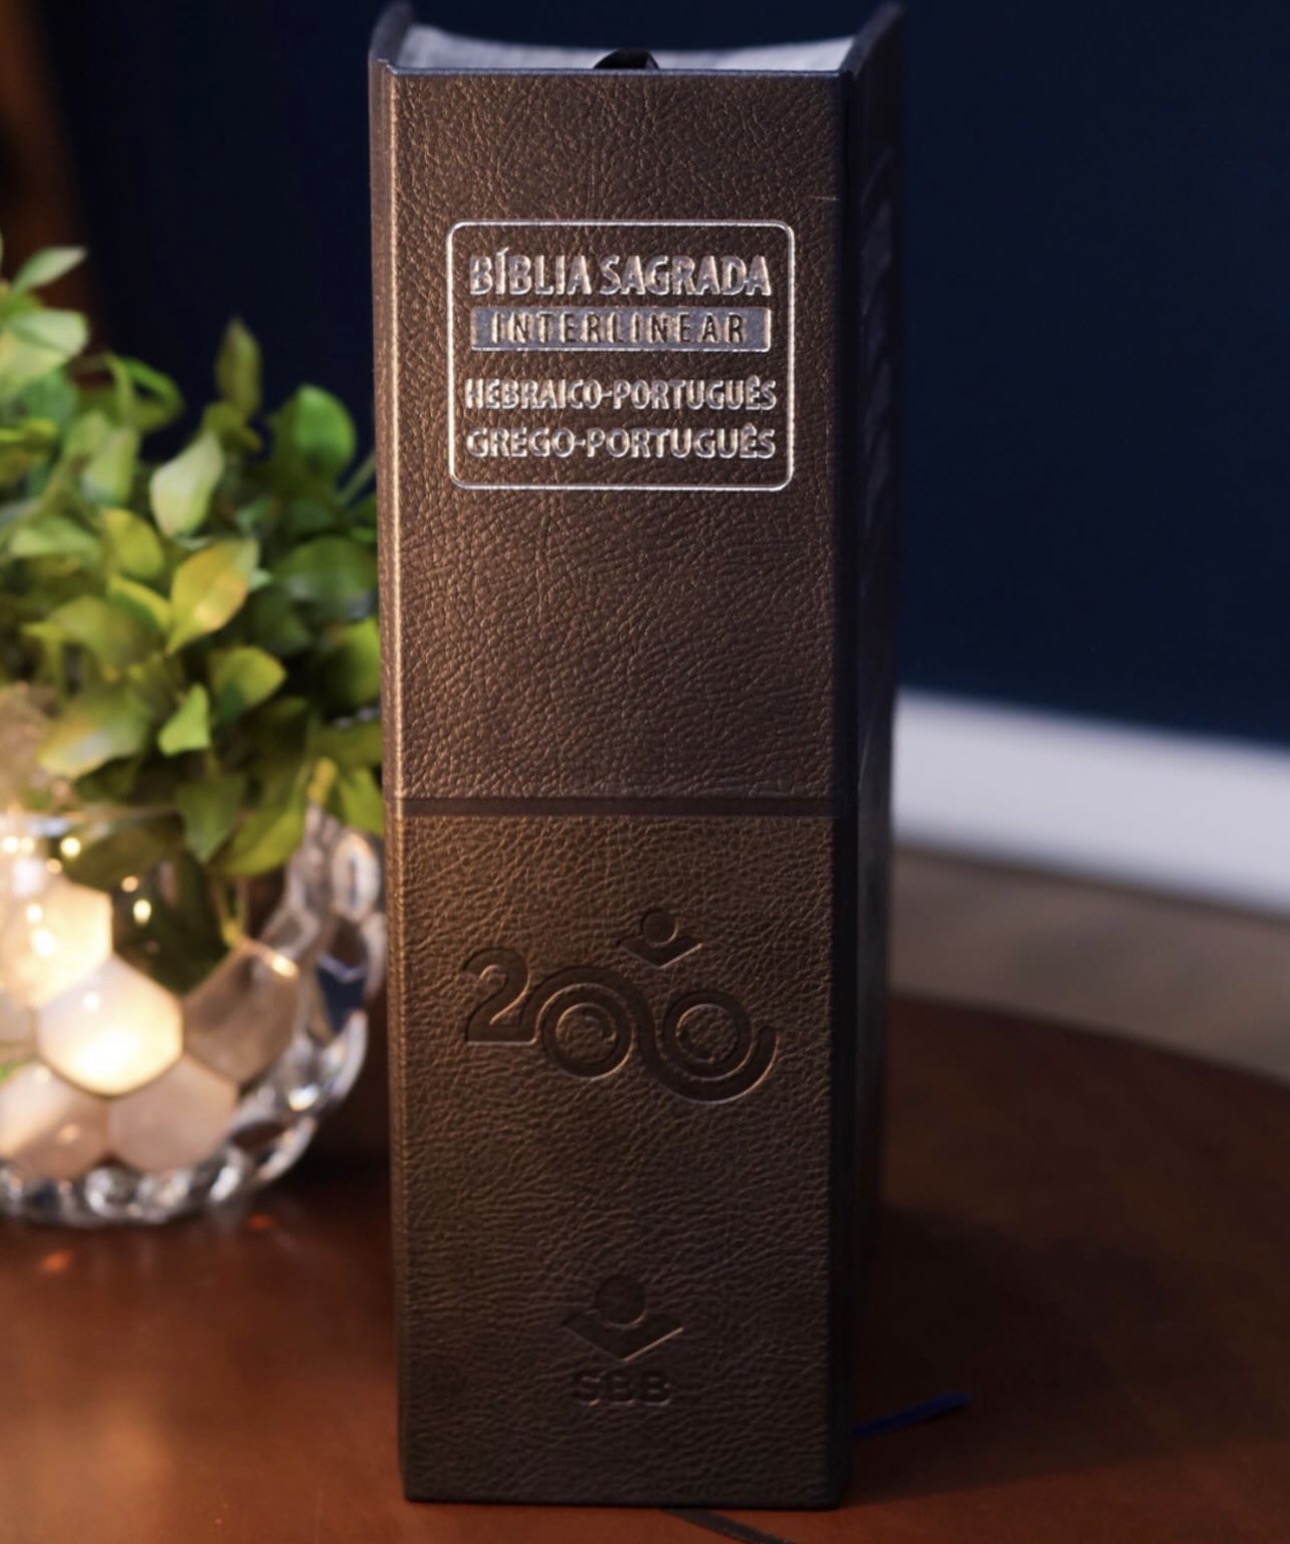 BÍBLIA SAGRADA
INTERLINEAR
HEBRAICO-PORTUGUÊS
GREGO-PORTUGUÊS
200
SBB